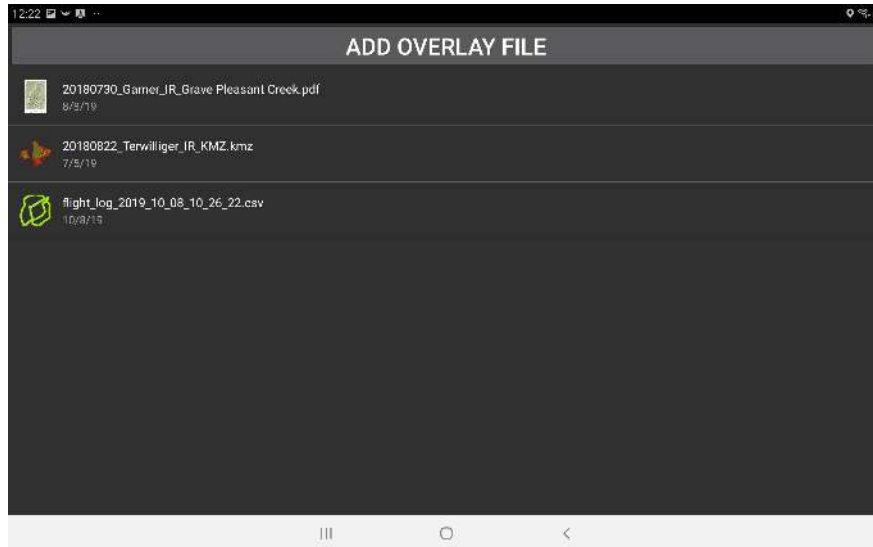 12:22
ADD OVERLAY FILE
20180730_Garner_IR_Grave Pleasant Creek.pdf
8/8/19
20180822_Terwilliger_IR_KMZ.kmz
7/5/19
flight_log_2019_10_08_10_26_22.csv
10/8/19